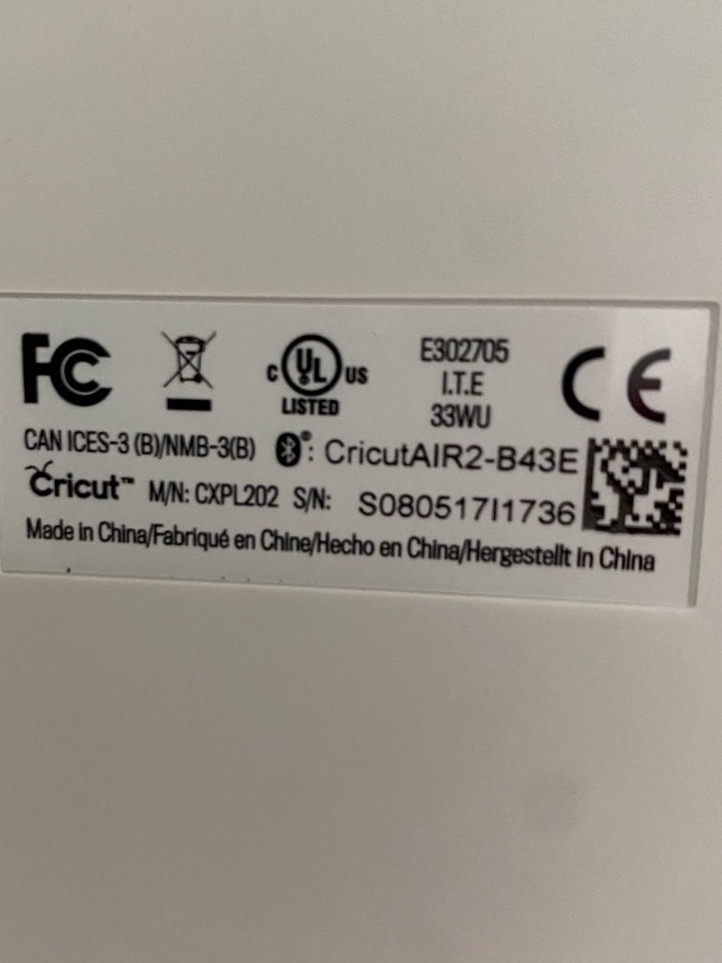 FC
C UL US
LISTED
E302705
I.T.E
33WU
CE
CAN ICES-3 (B)/NMB-3(B) ®: CricutAIR2-B43E
Cricut™ M/N: CXPL202 S/N: S080517I1736
Made in China/Fabriqué en Chine/Hecho en China/Hergestellt in China